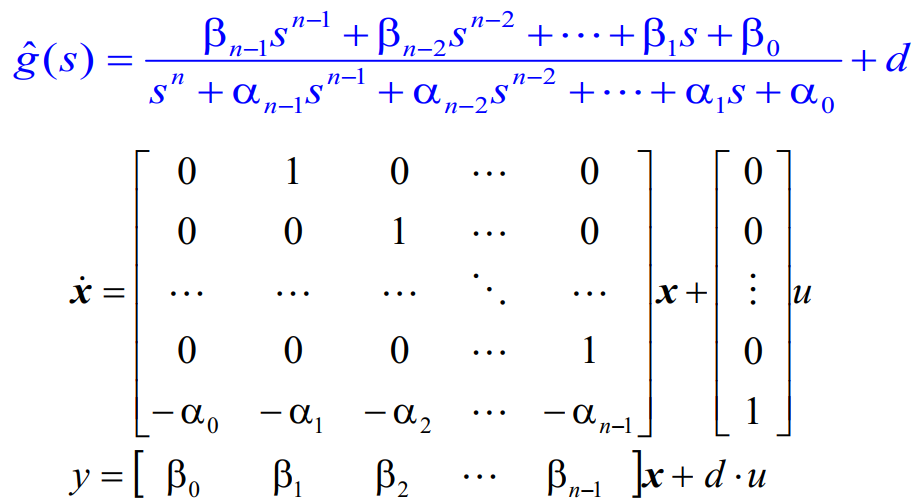 ĝ(s) = (β_{n−1}s^{n−1} + β_{n−2}s^{n−2} + ⋯ + β_1s + β_0) / (s^n + α_{n−1}s^{n−1} + α_{n−2}s^{n−2} + ⋯ + α_1s + α_0) + d
ẋ = [ 0 1 0 ⋯ 0 ; 0 0 1 ⋯ 0 ; ⋯ ⋯ ⋯ ⋱ ⋯ ; 0 0 0 ⋯ 1 ; −α_0 −α_1 −α_2 ⋯ −α_{n−1} ] x + [ 0 ; 0 ; ⋮ ; 0 ; 1 ] u
y = [ β_0 β_1 β_2 ⋯ β_{n−1} ] x + d · u